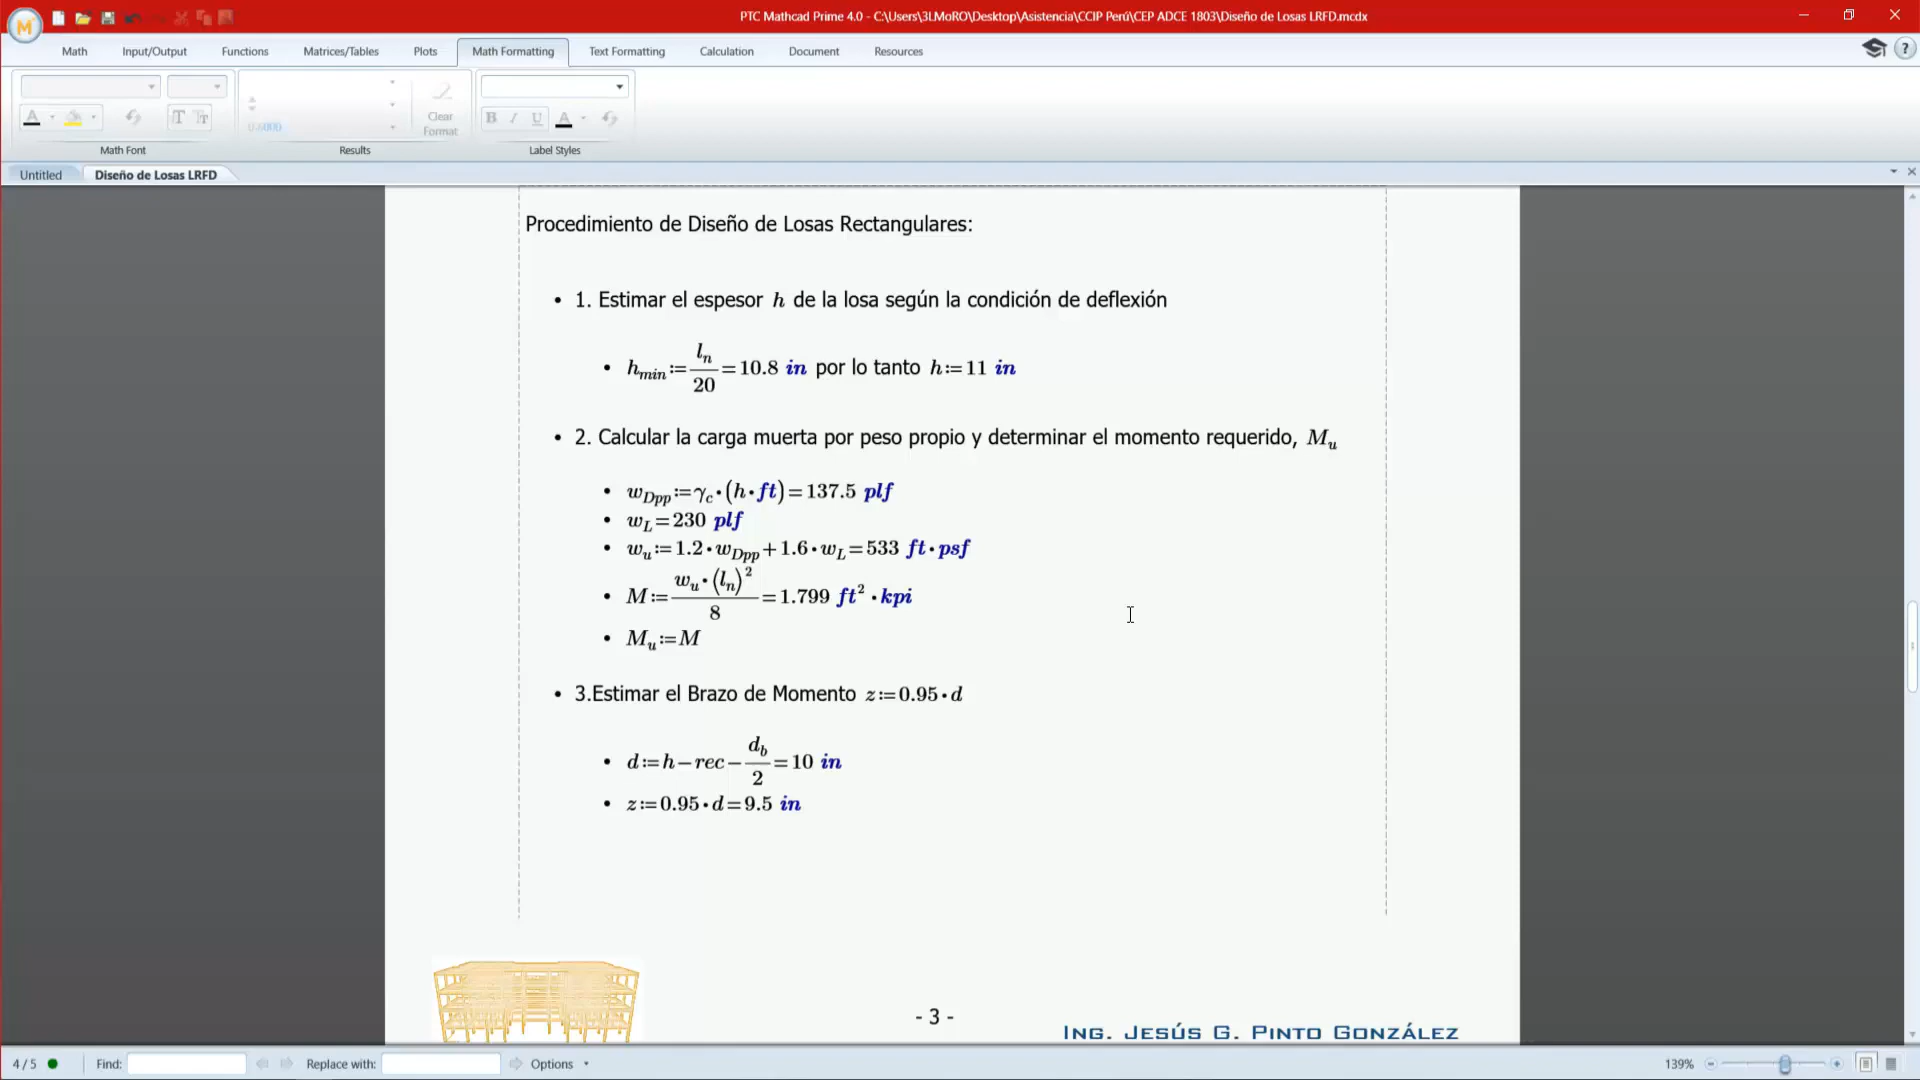 PTC Mathcad Prime 4.0 - C:\Users\3LMoRO\Desktop\Asistencia\CCIP Perú\CEP ADCE 1803\Diseño de Losas LRFD.mcdx
Math Input/Output Functions Matrices/Tables Plots Math Formatting Text Formatting Calculation Document Resources
Clear Format
Math Font Results Label Styles
Untitled Diseño de Losas LRFD
Procedimiento de Diseño de Losas Rectangulares:
• 1. Estimar el espesor h de la losa según la condición de deflexión
• h_min := l_n/20 = 10.8 in por lo tanto h := 11 in
• 2. Calcular la carga muerta por peso propio y determinar el momento requerido, M_u
• w_Dpp := γ_c • (h • ft) = 137.5 plf
• w_L = 230 plf
• w_u := 1.2 • w_Dpp + 1.6 • w_L = 533 ft • psf
• M := w_u • (l_n)²/8 = 1.799 ft² • kpi
• M_u := M
• 3.Estimar el Brazo de Momento z := 0.95 • d
• d := h − rec − d_b/2 = 10 in
• z := 0.95 • d = 9.5 in
- 3 -
Ing. Jesús G. Pinto González
4 / 5 Find: Replace with: Options 139%